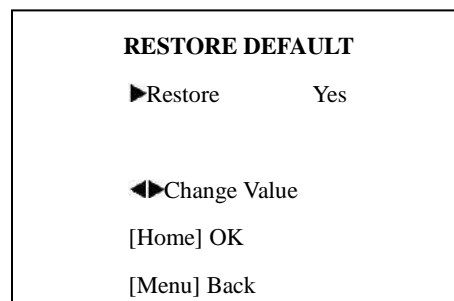 RESTORE DEFAULT
▶Restore Yes
◀▶Change Value
[Home] OK
[Menu] Back